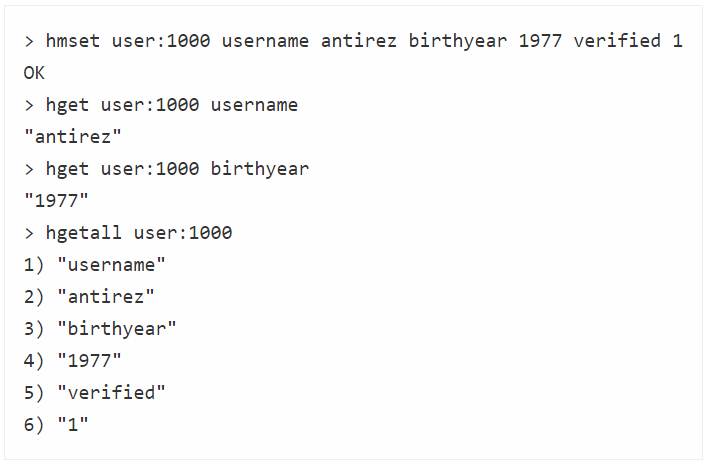 > hmset user:1000 username antirez birthyear 1977 verified 1
OK
> hget user:1000 username
"antirez"
> hget user:1000 birthyear
"1977"
> hgetall user:1000
1) "username"
2) "antirez"
3) "birthyear"
4) "1977"
5) "verified"
6) "1"